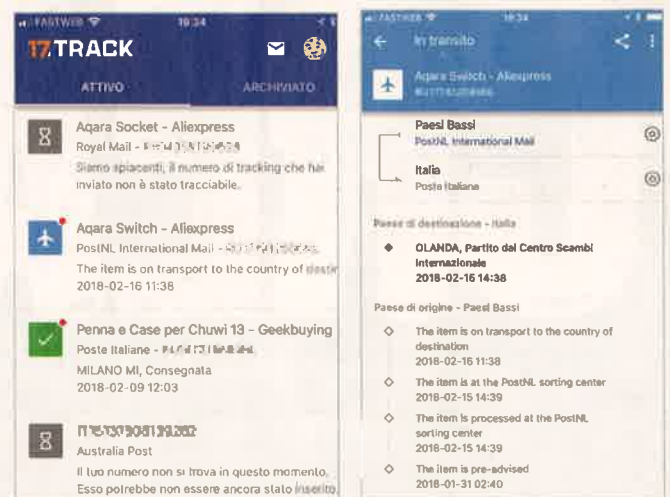 FASTWEB 19:34
17TRACK
ATTIVO ARCHIVIATO
Aqara Socket - Aliexpress
Royal Mail -
Siamo spiacenti, il numero di tracking che hai
inviato non è stato tracciabile.
Aqara Switch - Aliexpress
PostNL International Mail -
The item is on transport to the country of
2018-02-16 11:38
Penna e Case per Chuwi 13 - Geekbuying
Poste Italiane -
MILANO MI, Consegnata
2018-02-09 12:03
Australia Post
Il tuo numero non si trova in questo momento.
Esso potrebbe non essere ancora stato inserito,
FASTWEB 19:34
In transito
Aqara Switch - Aliexpress
Paesi Bassi
PostNL International Mail
Italia
Poste Italiane
Paese di destinazione - Italia
OLANDA, Partito dal Centro Scambi
Internazionale
2018-02-16 14:38
Paese di origine - Paesi Bassi
The item is on transport to the country of
destination
2018-02-16 11:38
The item is at the PostNL sorting center
2018-02-15 14:39
The item is processed at the PostNL
sorting center
2018-02-15 14:39
The item is pre-advised
2018-01-31 02:40